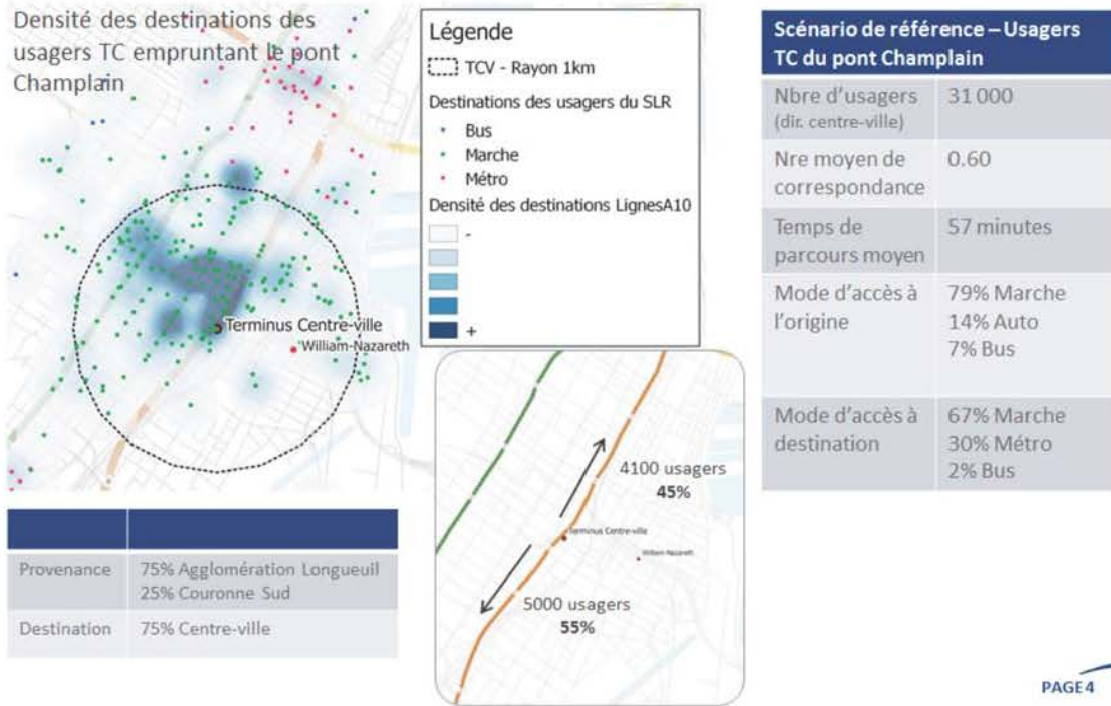 Densité des destinations des
usagers TC empruntant le pont
Champlain
Terminus Centre-ville
William-Nazareth
Légende
TCV - Rayon 1km
Destinations des usagers du SLR
Bus
Marche
Métro
Densité des destinations LignesA10
-
+
Scénario de référence – Usagers
TC du pont Champlain
Nbre d'usagers 31 000
(dir. centre-ville)
Nre moyen de 0.60
correspondance
Temps de 57 minutes
parcours moyen
Mode d'accès à 79% Marche
l'origine 14% Auto
7% Bus
Mode d'accès à 67% Marche
destination 30% Métro
2% Bus
4100 usagers
45%
Terminus Centre-ville
William-Nazareth
5000 usagers
55%
Provenance 75% Agglomération Longueuil
25% Couronne Sud
Destination 75% Centre-ville
PAGE 4